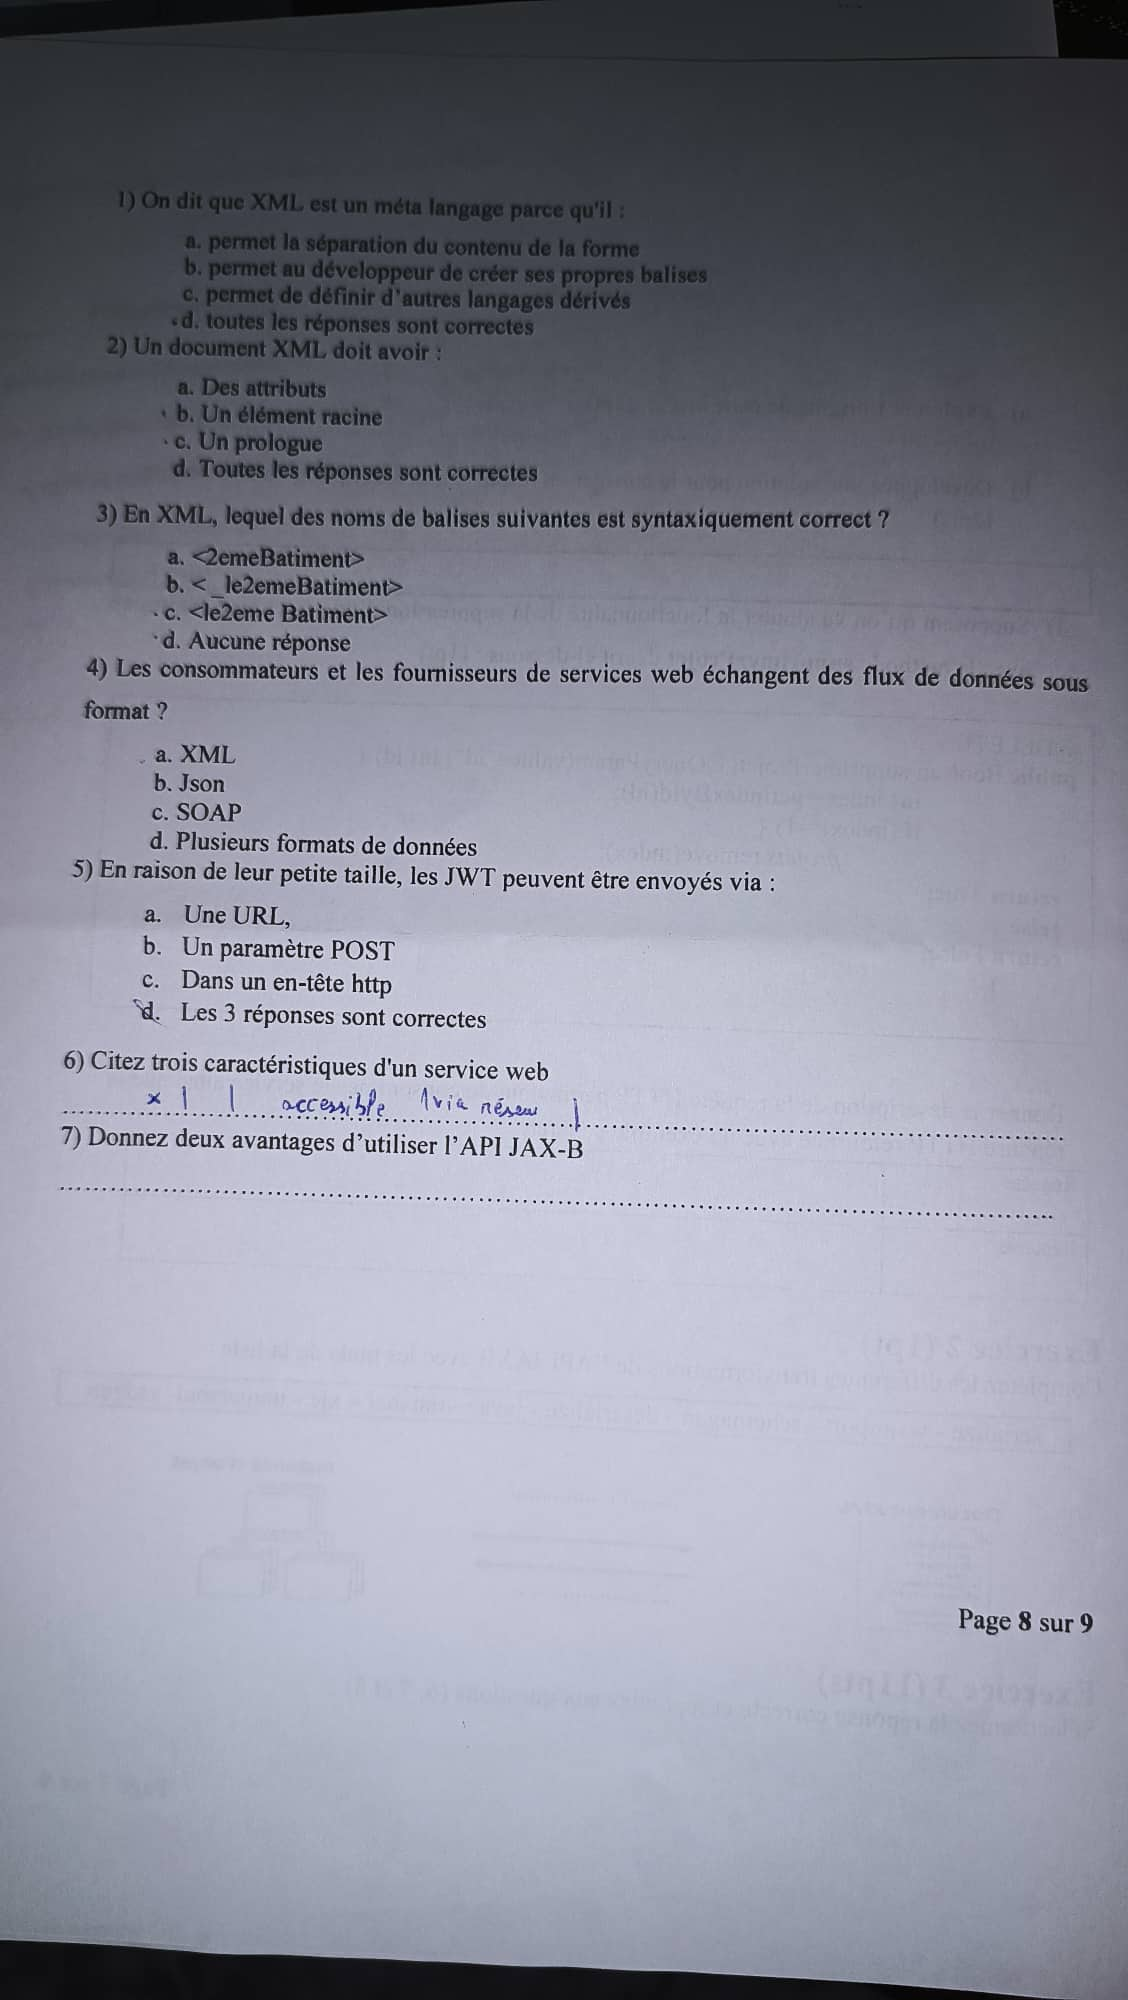 1) On dit que XML est un méta langage parce qu'il :
a. permet la séparation du contenu de la forme
b. permet au développeur de créer ses propres balises
c. permet de définir d'autres langages dérivés
d. toutes les réponses sont correctes
2) Un document XML doit avoir :
a. Des attributs
b. Un élément racine
c. Un prologue
d. Toutes les réponses sont correctes
3) En XML, lequel des noms de balises suivantes est syntaxiquement correct ?
a. <2emeBatiment>
b. < _le2emeBatiment>
c. <le2eme Batiment>
d. Aucune réponse
4) Les consommateurs et les fournisseurs de services web échangent des flux de données sous
format ?
a. XML
b. Json
c. SOAP
d. Plusieurs formats de données
5) En raison de leur petite taille, les JWT peuvent être envoyés via :
a. Une URL,
b. Un paramètre POST
c. Dans un en-tête http
d. Les 3 réponses sont correctes
6) Citez trois caractéristiques d'un service web
accessible via réseau
7) Donnez deux avantages d'utiliser l'API JAX-B
Page 8 sur 9